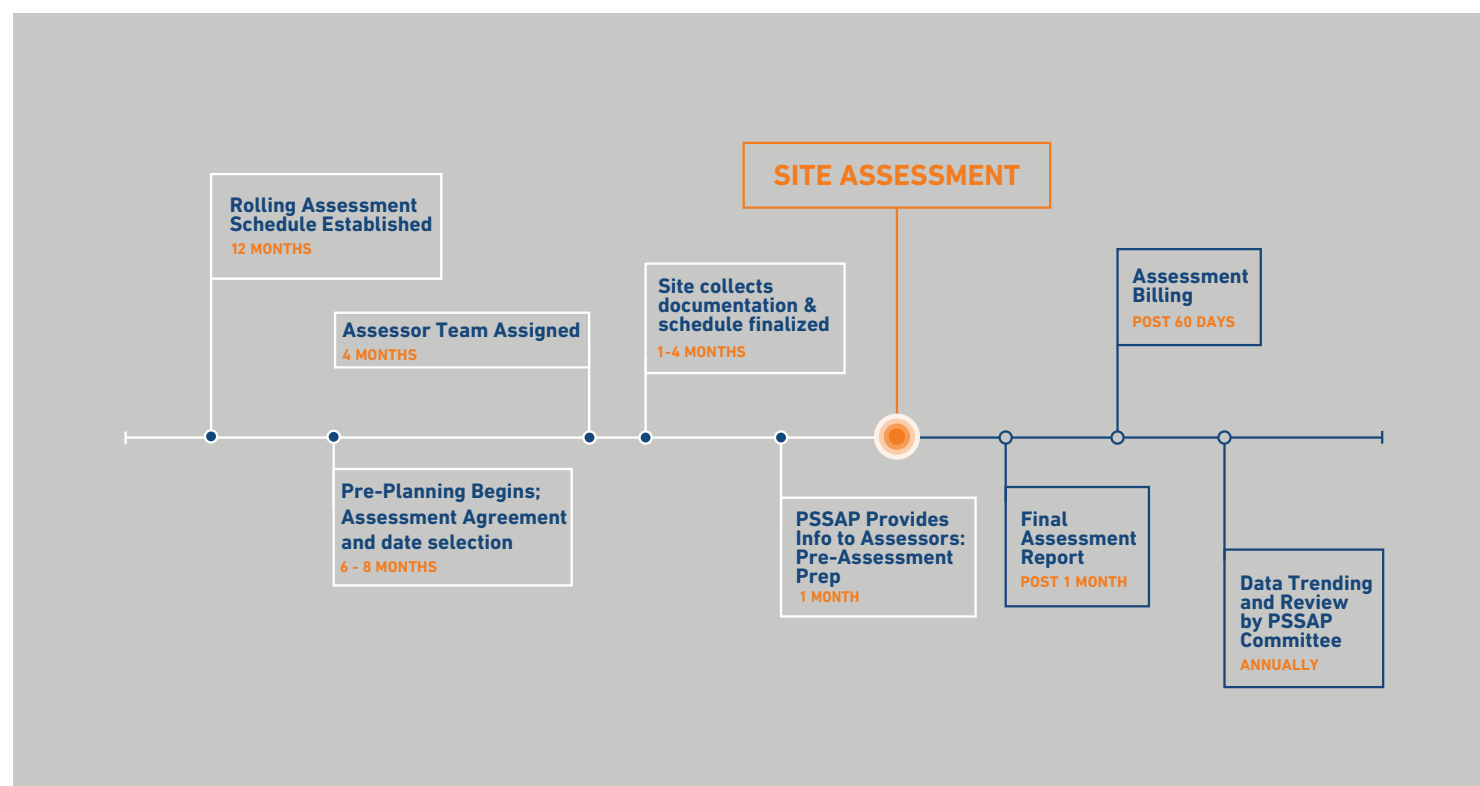 Rolling Assessment
Schedule Established
12 MONTHS
Pre-Planning Begins;
Assessment Agreement
and date selection
6 - 8 MONTHS
Assessor Team Assigned
4 MONTHS
Site collects
documentation &
schedule finalized
1-4 MONTHS
PSSAP Provides
Info to Assessors:
Pre-Assessment
Prep
1 MONTH
SITE ASSESSMENT
Final
Assessment
Report
POST 1 MONTH
Assessment
Billing
POST 60 DAYS
Data Trending
and Review
by PSSAP
Committee
ANNUALLY